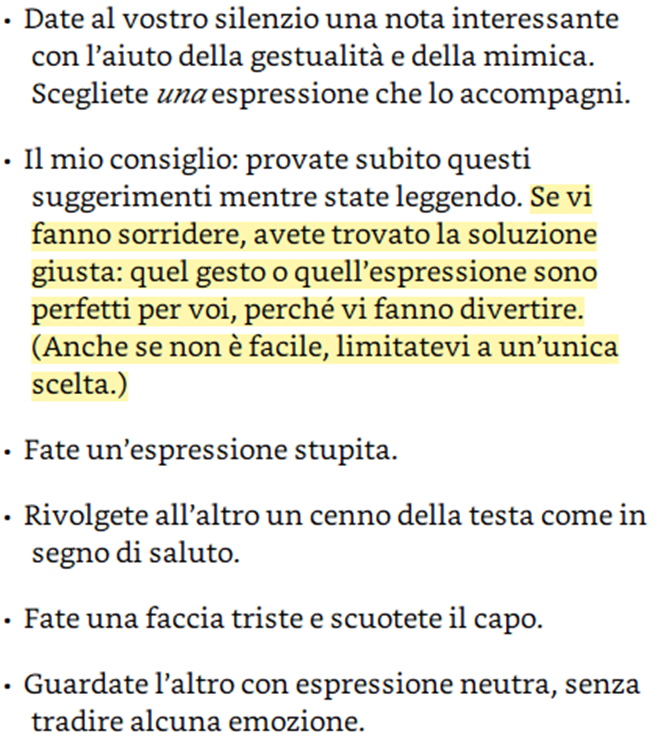 • Date al vostro silenzio una nota interessante
con l’aiuto della gestualità e della mimica.
Scegliete una espressione che lo accompagni.
• Il mio consiglio: provate subito questi
suggerimenti mentre state leggendo. Se vi
fanno sorridere, avete trovato la soluzione
giusta: quel gesto o quell’espressione sono
perfetti per voi, perché vi fanno divertire.
(Anche se non è facile, limitatevi a un’unica
scelta.)
• Fate un’espressione stupita.
• Rivolgete all’altro un cenno della testa come in
segno di saluto.
• Fate una faccia triste e scuotete il capo.
• Guardate l’altro con espressione neutra, senza
tradire alcuna emozione.